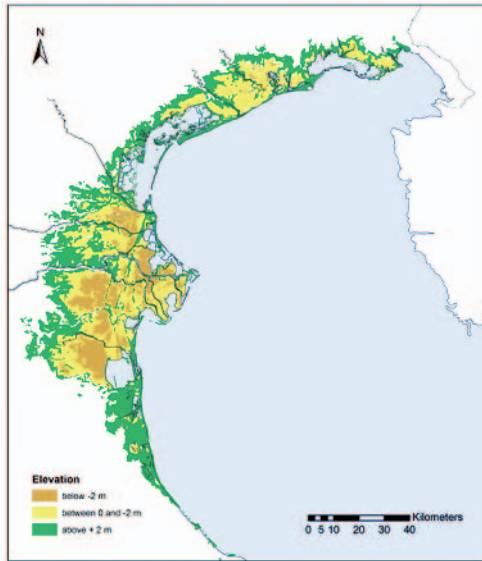 N
Elevation
below -2 m
between 0 and -2 m
above + 2 m
Kilometers
0 5 10 20 30 40